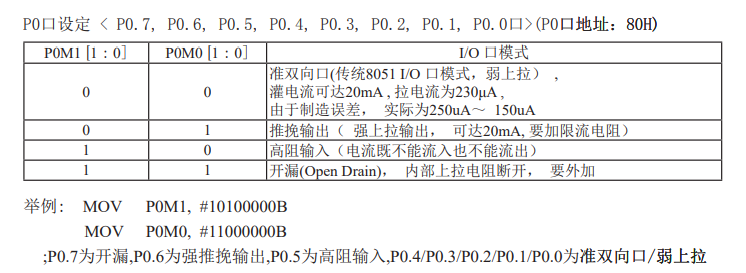 P0口设定 < P0.7, P0.6, P0.5, P0.4, P0.3, P0.2, P0.1, P0.0口>(P0口地址：80H)
P0M1 [1 : 0] P0M0 [1 : 0] I/O 口模式
0 0 准双向口(传统8051 I/O 口模式，弱上拉） ，
灌电流可达20mA , 拉电流为230μA ,
由于制造误差， 实际为250uA～ 150uA
0 1 推挽输出（ 强上拉输出， 可达20mA, 要加限流电阻）
1 0 高阻输入（电流既不能流入也不能流出）
1 1 开漏(Open Drain)， 内部上拉电阻断开， 要外加
举例： MOV P0M1, #10100000B
MOV P0M0, #11000000B
;P0.7为开漏,P0.6为强推挽输出,P0.5为高阻输入,P0.4/P0.3/P0.2/P0.1/P0.0为准双向口/弱上拉